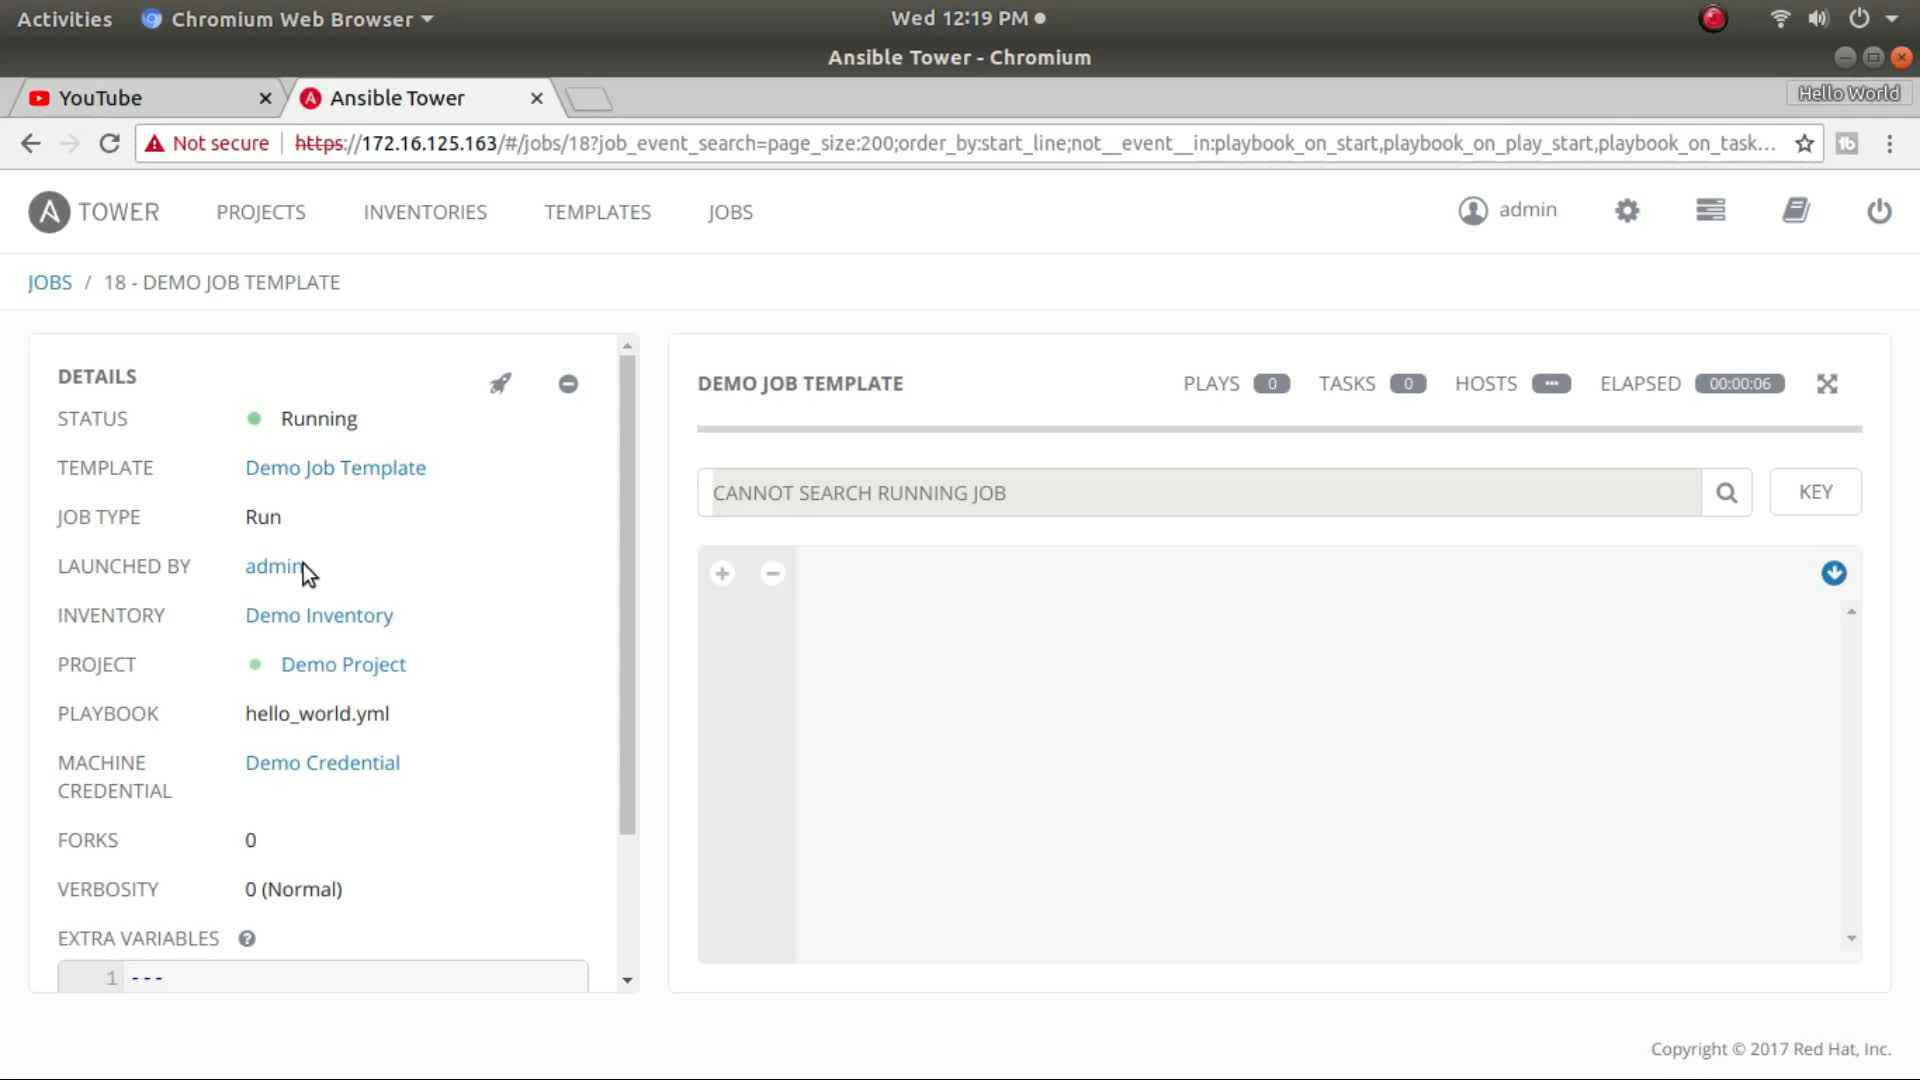 Activities Chromium Web Browser Wed 12:19 PM
Ansible Tower - Chromium
YouTube Ansible Tower Hello World
Not secure https://172.16.125.163/#/jobs/18?job_event_search=page_size:200;order_by:start_line;not__event__in:playbook_on_start,playbook_on_play_start,playbook_on_task...
A TOWER PROJECTS INVENTORIES TEMPLATES JOBS admin
JOBS / 18 - DEMO JOB TEMPLATE
DETAILS
STATUS Running
TEMPLATE Demo Job Template
JOB TYPE Run
LAUNCHED BY admin
INVENTORY Demo Inventory
PROJECT Demo Project
PLAYBOOK hello_world.yml
MACHINE CREDENTIAL Demo Credential
FORKS 0
VERBOSITY 0 (Normal)
EXTRA VARIABLES ?
1 ---
DEMO JOB TEMPLATE PLAYS 0 TASKS 0 HOSTS ... ELAPSED 00:00:06
CANNOT SEARCH RUNNING JOB KEY
Copyright © 2017 Red Hat, Inc.